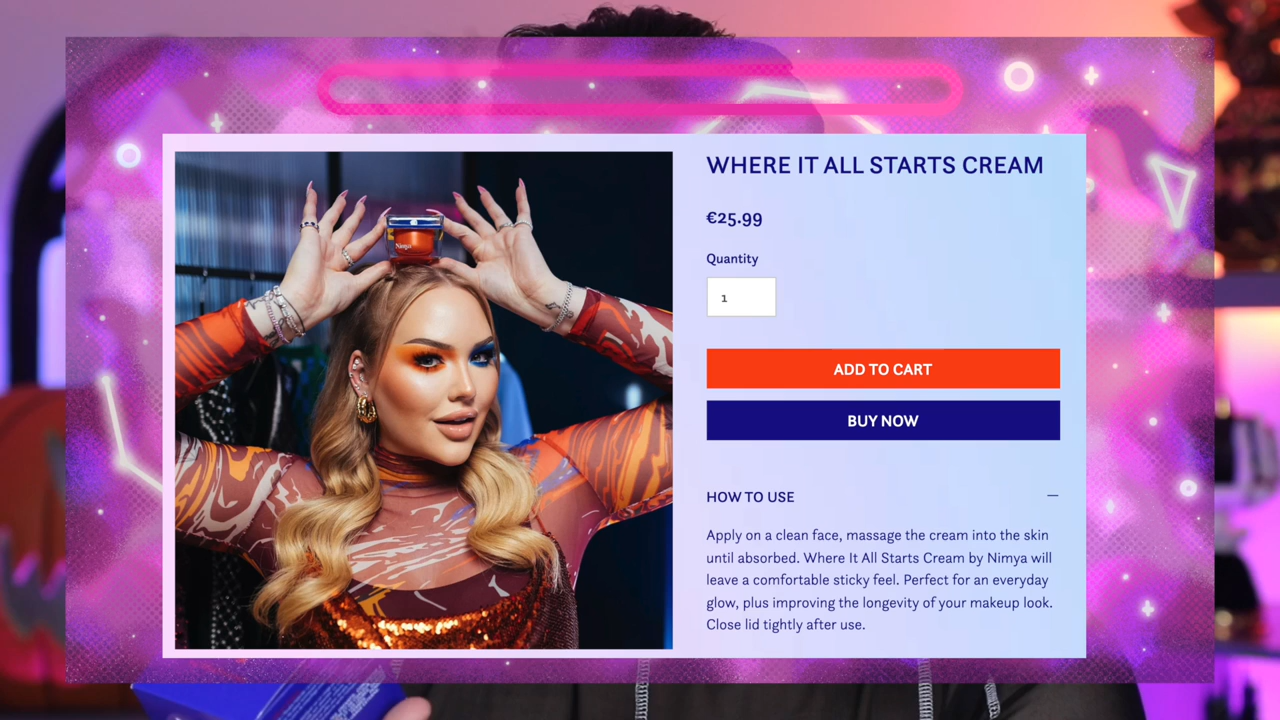 WHERE IT ALL STARTS CREAM
€25.99
Quantity
1
ADD TO CART
BUY NOW
HOW TO USE
Apply on a clean face, massage the cream into the skin
until absorbed. Where It All Starts Cream by Nimya will
leave a comfortable sticky feel. Perfect for an everyday
glow, plus improving the longevity of your makeup look.
Close lid tightly after use.
Nimya